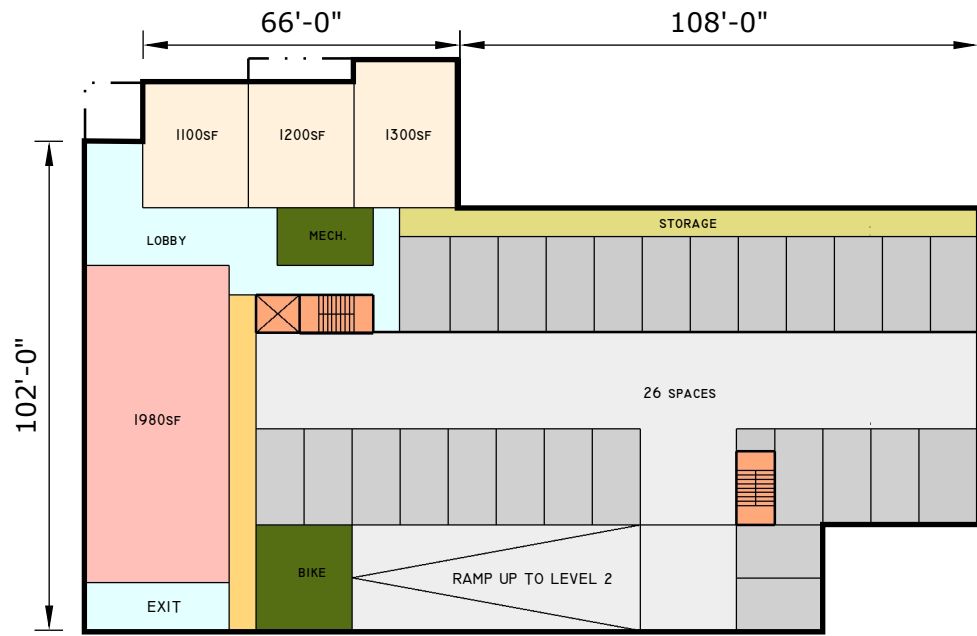 66'-0" 108'-0"
1100SF 1200SF 1300SF
STORAGE
LOBBY MECH.
102'-0"
1980SF
26 SPACES
BIKE
RAMP UP TO LEVEL 2
EXIT